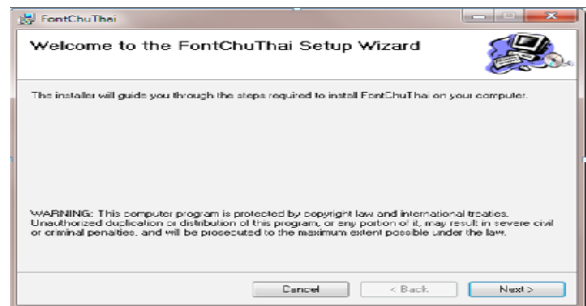 FontChuThai
Welcome to the FontChuThai Setup Wizard
The installer will guide you through the steps required to install FontChuThai on your computer.
WARNING: This computer program is protected by copyright law and international treaties.
Unauthorized duplication or distribution of this program, or any portion of it, may result in severe civil
or criminal penalties, and will be prosecuted to the maximum extent possible under the law.
Cancel
< Back
Next >